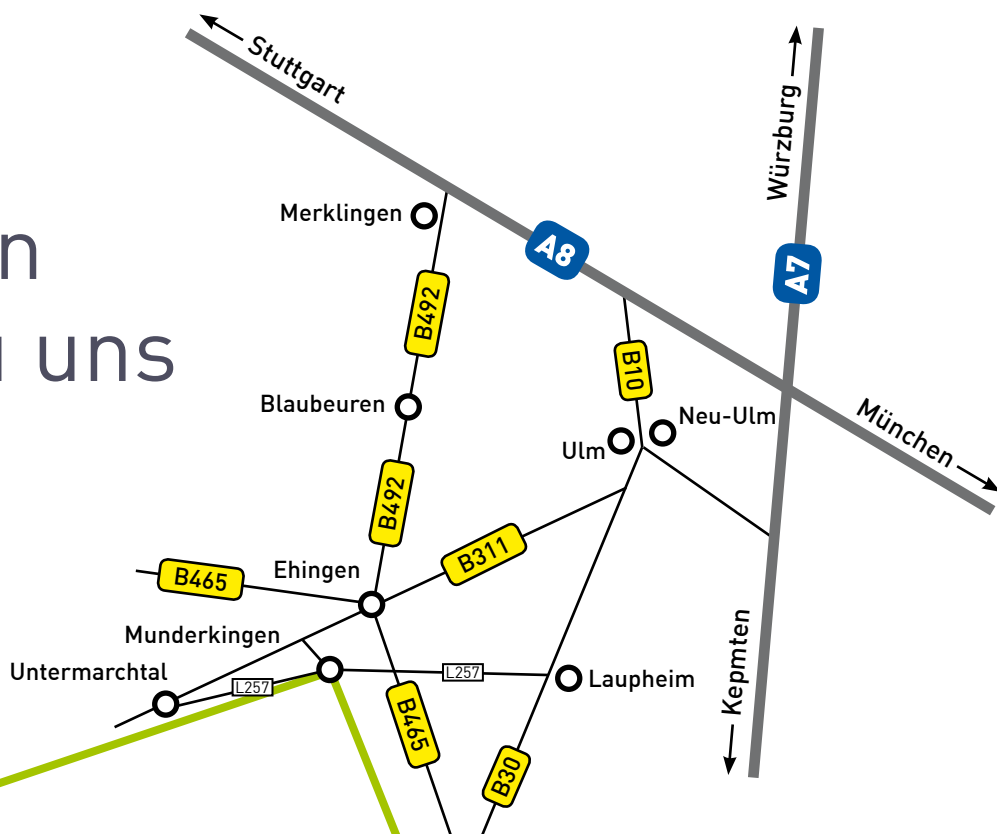 Stuttgart
Würzburg
Merklingen
n
A8
A7
B492
u uns
B10
Blaubeuren
Neu-Ulm
München
Ulm
B492
B311
Ehingen
B465
Munderkingen
Kepmten
Untermarchtal
L257
Laupheim
L257
B465
B30